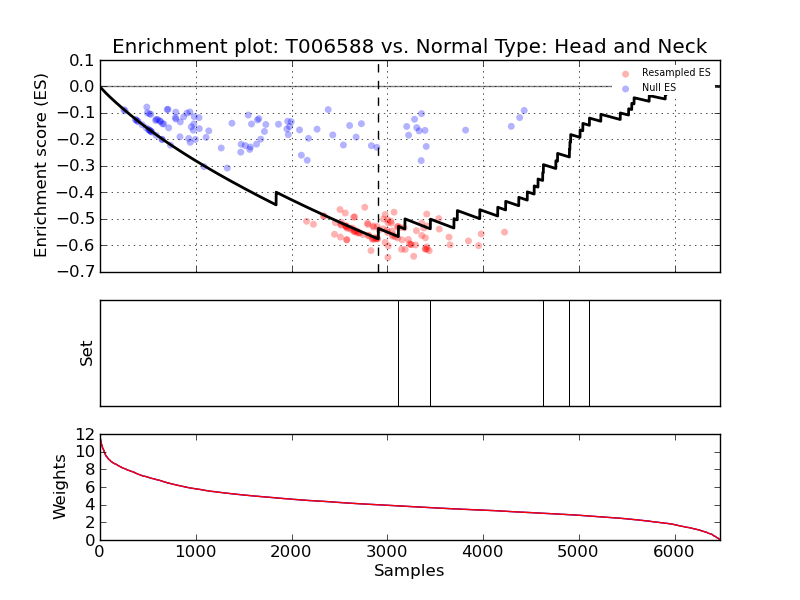 Enrichment plot: T006588 vs. Normal Type: Head and Neck
Enrichment score (ES)
0.1
0.0
−0.1
−0.2
−0.3
−0.4
−0.5
−0.6
−0.7
Resampled ES
Null ES
Set
Weights
12
10
8
6
4
2
0
0 1000 2000 3000 4000 5000 6000
Samples